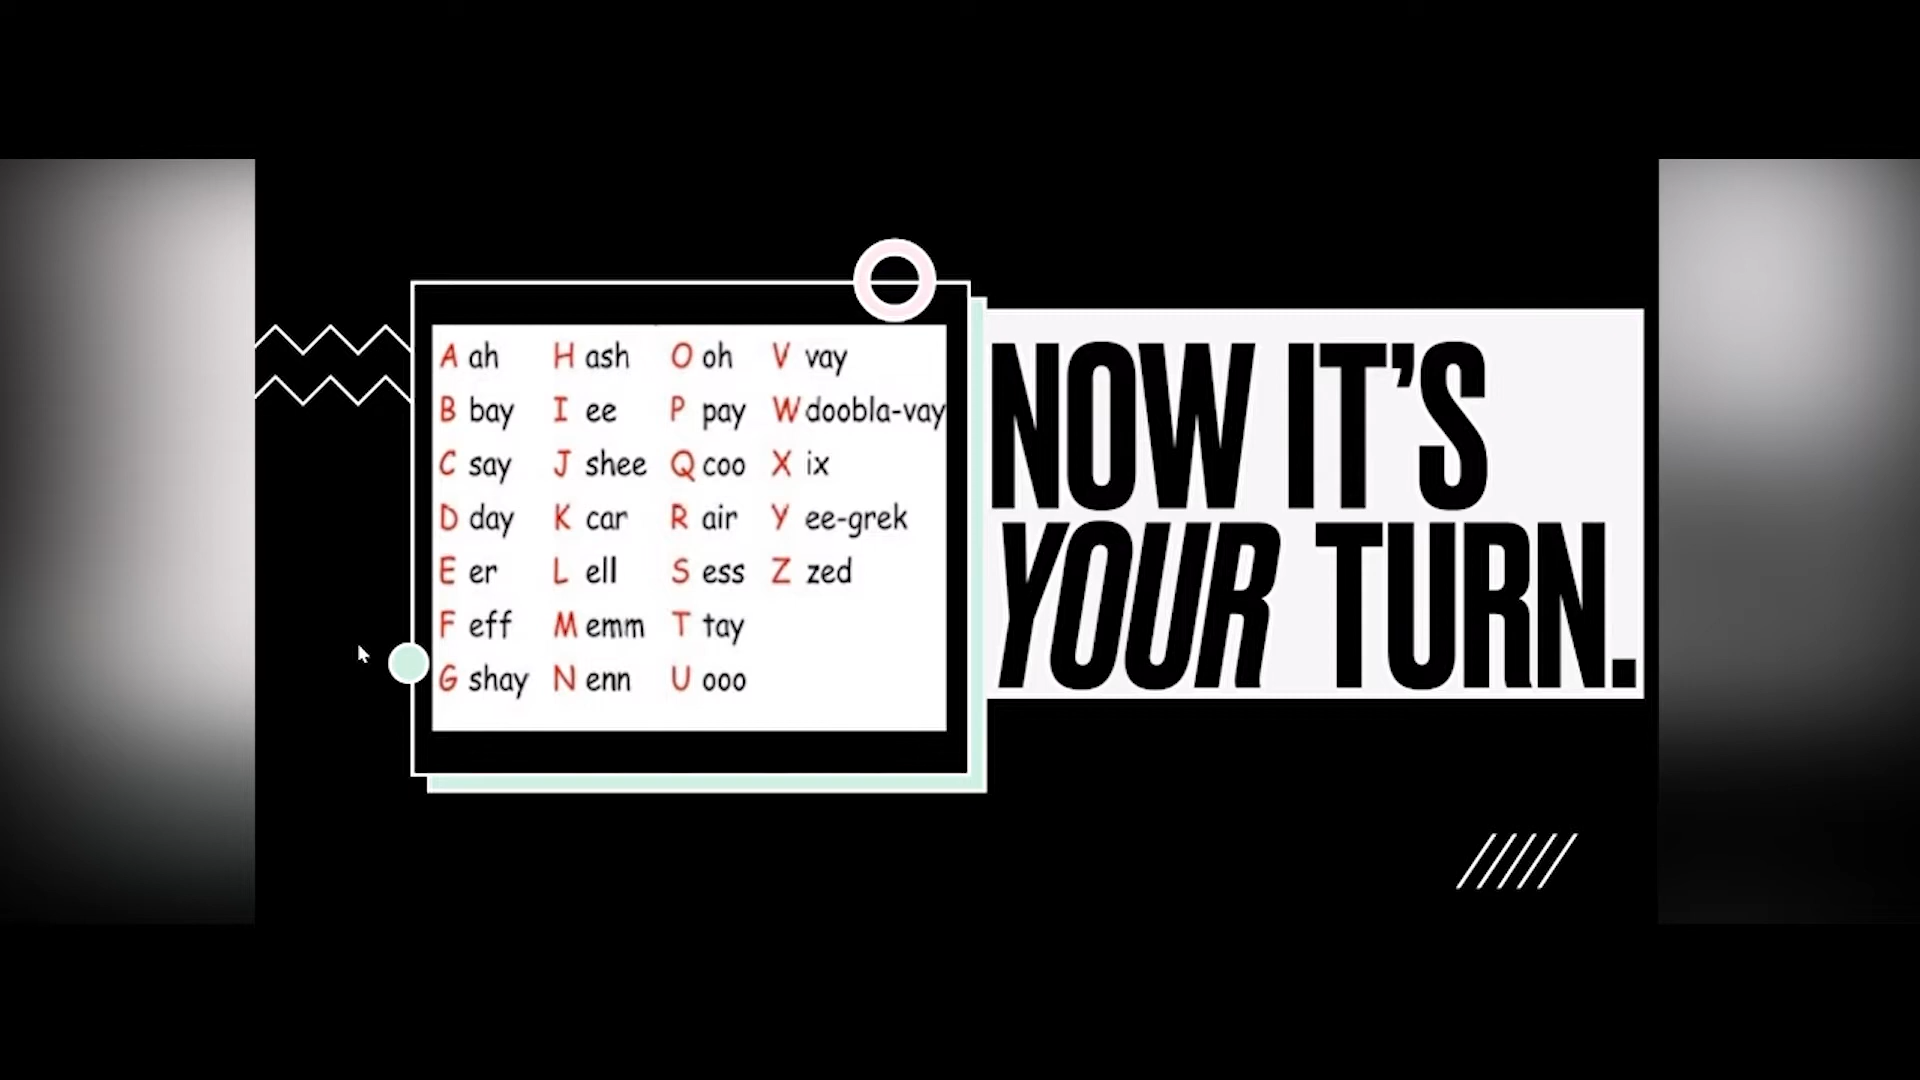 A ah H ash O oh V vay
B bay I ee P pay W doobla-vay
C say J shee Q coo X ix
D day K car R air Y ee-grek
E er L ell S ess Z zed
F eff M emm T tay
G shay N enn U ooo
NOW IT'S
YOUR TURN.